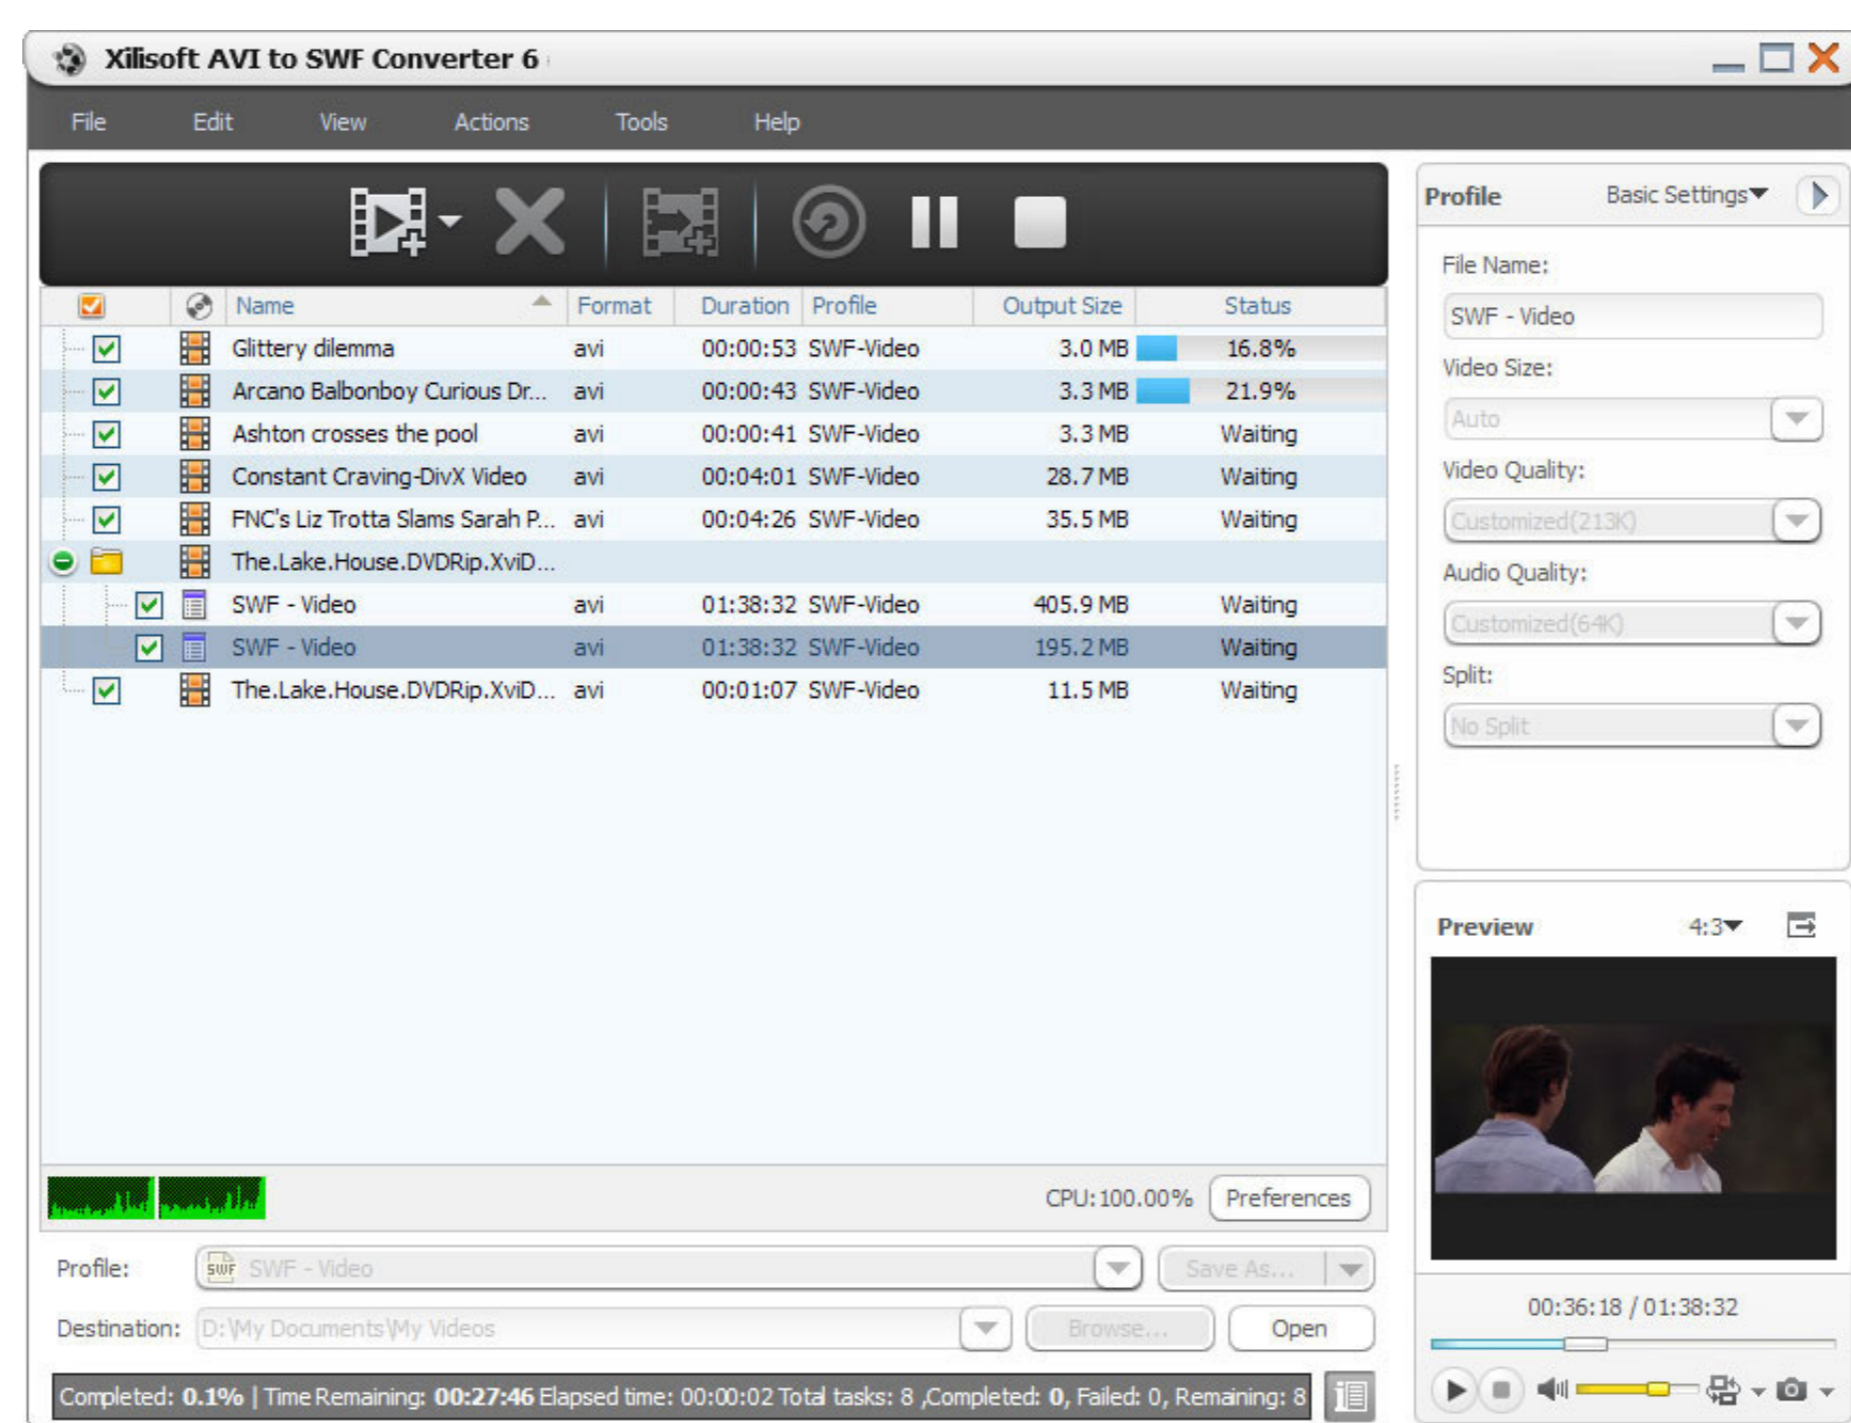 Xilisoft AVI to SWF Converter 6
File Edit View Actions Tools Help
Name Format Duration Profile Output Size Status
Glittery dilemma avi 00:00:53 SWF-Video 3.0 MB 16.8%
Arcano Balbonboy Curious Dr... avi 00:00:43 SWF-Video 3.3 MB 21.9%
Ashton crosses the pool avi 00:00:41 SWF-Video 3.3 MB Waiting
Constant Craving-DivX Video avi 00:04:01 SWF-Video 28.7 MB Waiting
FNC's Liz Trotta Slams Sarah P... avi 00:04:26 SWF-Video 35.5 MB Waiting
The.Lake.House.DVDRip.XviD...
SWF - Video avi 01:38:32 SWF-Video 405.9 MB Waiting
SWF - Video avi 01:38:32 SWF-Video 195.2 MB Waiting
The.Lake.House.DVDRip.XviD... avi 00:01:07 SWF-Video 11.5 MB Waiting
CPU:100.00% Preferences
Profile: SWF SWF - Video Save As...
Destination: D:\My Documents\My Videos Browse... Open
Completed: 0.1% | Time Remaining: 00:27:46 Elapsed time: 00:00:02 Total tasks: 8 ,Completed: 0, Failed: 0, Remaining: 8
Profile Basic Settings
File Name:
SWF - Video
Video Size:
Auto
Video Quality:
Customized(213K)
Audio Quality:
Customized(64K)
Split:
No Split
Preview 4:3
00:36:18 / 01:38:32